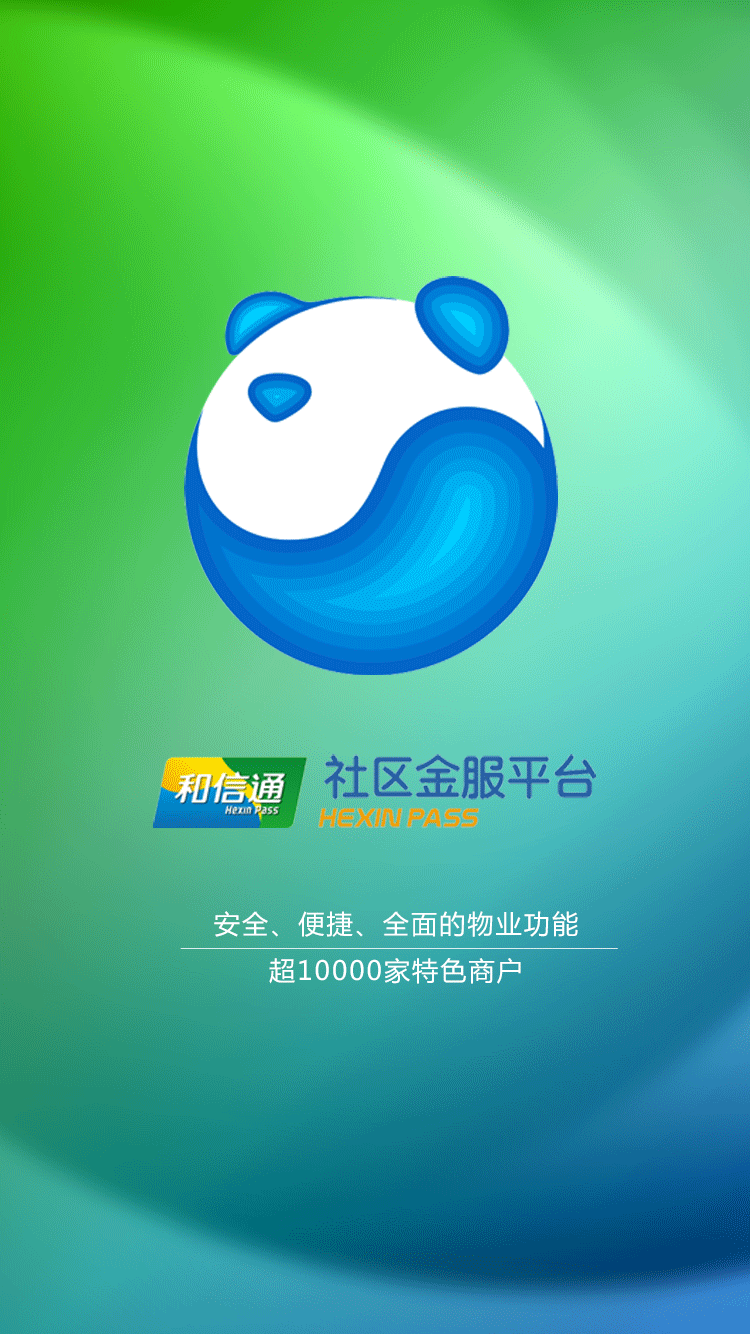 和信通
Hexin Pass
社区金服平台
HEXIN PASS
安全、便捷、全面的物业功能
超10000家特色商户